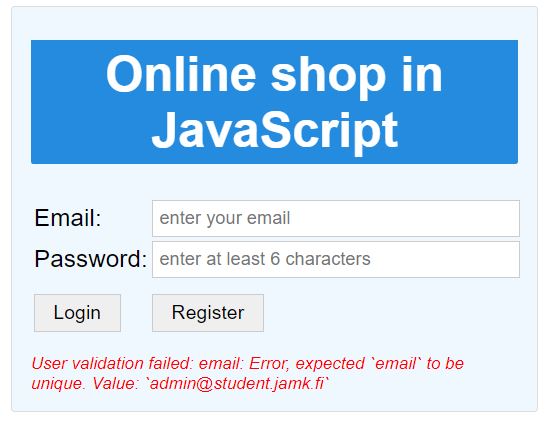 Online shop in
JavaScript
Email: enter your email
Password: enter at least 6 characters
Login Register
User validation failed: email: Error, expected `email` to be
unique. Value: `admin@student.jamk.fi`